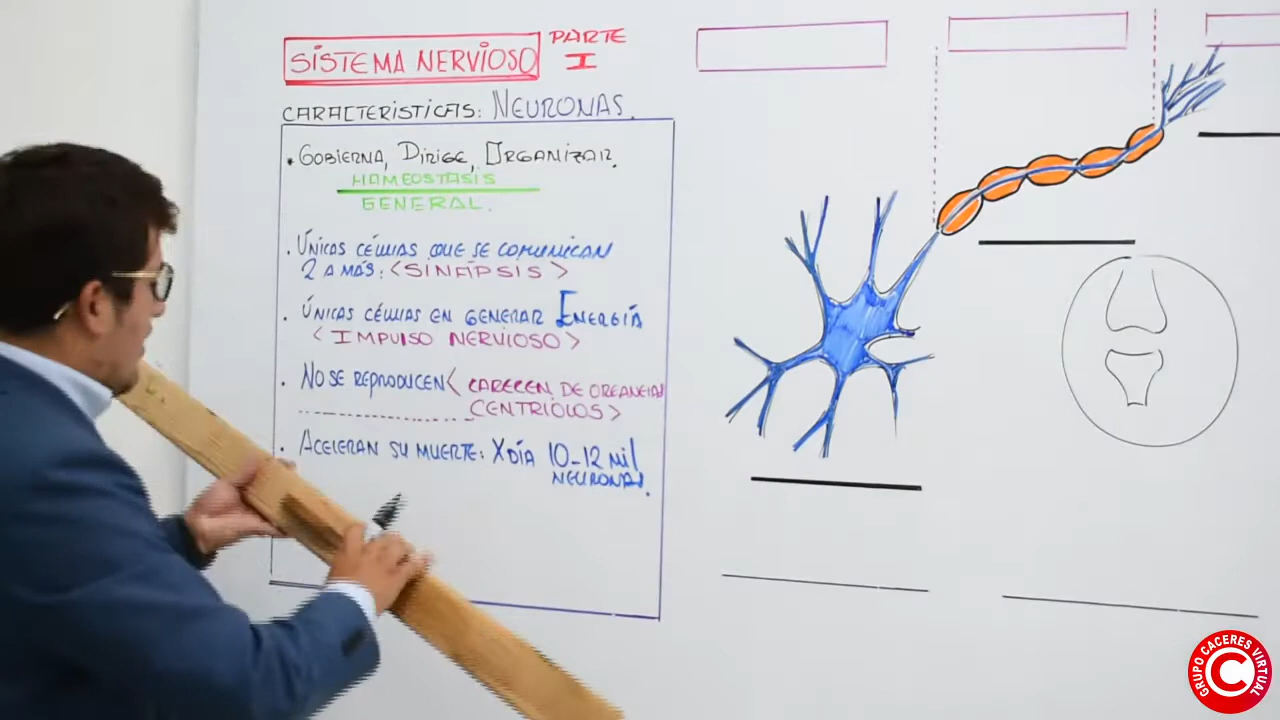 SISTEMA NERVIOSO
PARTE
I
CARACTERISTICAS: NEURONAS.
. GOBIERNA, DIRIGE, ORGANIZAR.
HAMEOSTASIS
GENERAL.
. ÚNICAS CÉLULAS QUE SE COMUNICAN
2 A MÁS: <SINAPSIS>
. ÚNICAS CÉLULAS EN GENERAR ENERGÍA
< IMPULSO NERVIOSO>
. NO SE REPRODUCEN < CARECEN DE ORGANELAS
CENTRIOLOS>
. ACELERAN SU MUERTE: X DÍA 10-12 mil
NEURONAS.
GRUPO CACERES VIRTUAL
C